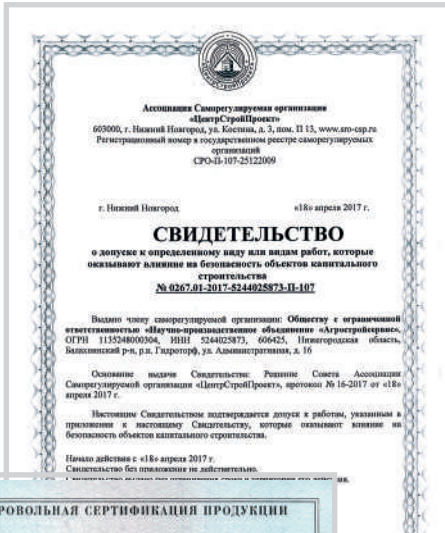 Ассоциация Саморегулируемая организация
«ЦентрСтройПроект»
603000, г. Нижний Новгород, ул. Костина, д. 3, пом. П 13, www.sro-csp.ru
Регистрационный номер в государственном реестре саморегулируемых
организаций
СРО-П-107-25122009
г. Нижний Новгород «18» апреля 2017 г.
СВИДЕТЕЛЬСТВО
о допуске к определенному виду или видам работ, которые
оказывают влияние на безопасность объектов капитального
строительства
№ 0267.01-2017-5244025873-П-107
Выдано члену саморегулируемой организации: Обществу с ограниченной
ответственностью «Научно-производственное объединение «Агростройсервис»,
ОГРН 1135248000304, ИНН 5244025873, 606425, Нижегородская область,
Балахнинский р-н, р.п. Гидроторф, ул. Административная, д. 16
Основание выдачи Свидетельства: Решение Совета Ассоциации
Саморегулируемой организация «ЦентрСтройПроект», протокол № 16-2017 от «18»
апреля 2017 г.
Настоящим Свидетельством подтверждается допуск к работам, указанным в
приложении к настоящему Свидетельству, которые оказывают влияние на
безопасность объектов капитального строительства.
Начало действия с «18» апреля 2017 г.
Свидетельство без приложения не действительно.
РОВОЛЬНАЯ СЕРТИФИКАЦИЯ ПРОДУКЦИИ